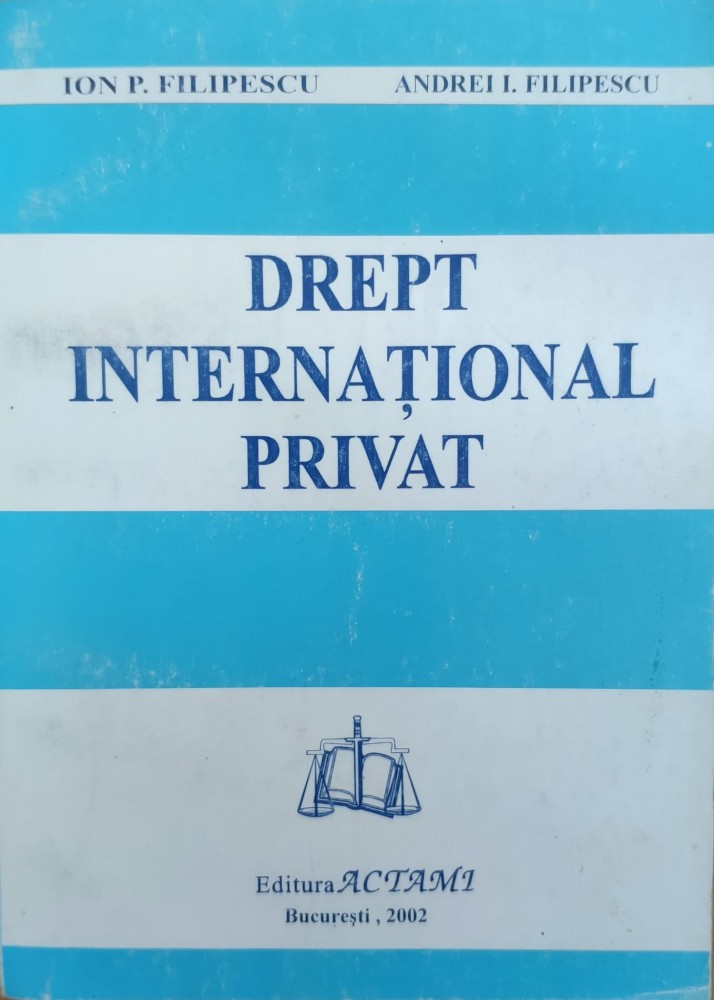 ION P. FILIPESCU ANDREI I. FILIPESCU
DREPT
INTERNAȚIONAL
PRIVAT
Editura ACTAMI
București , 2002